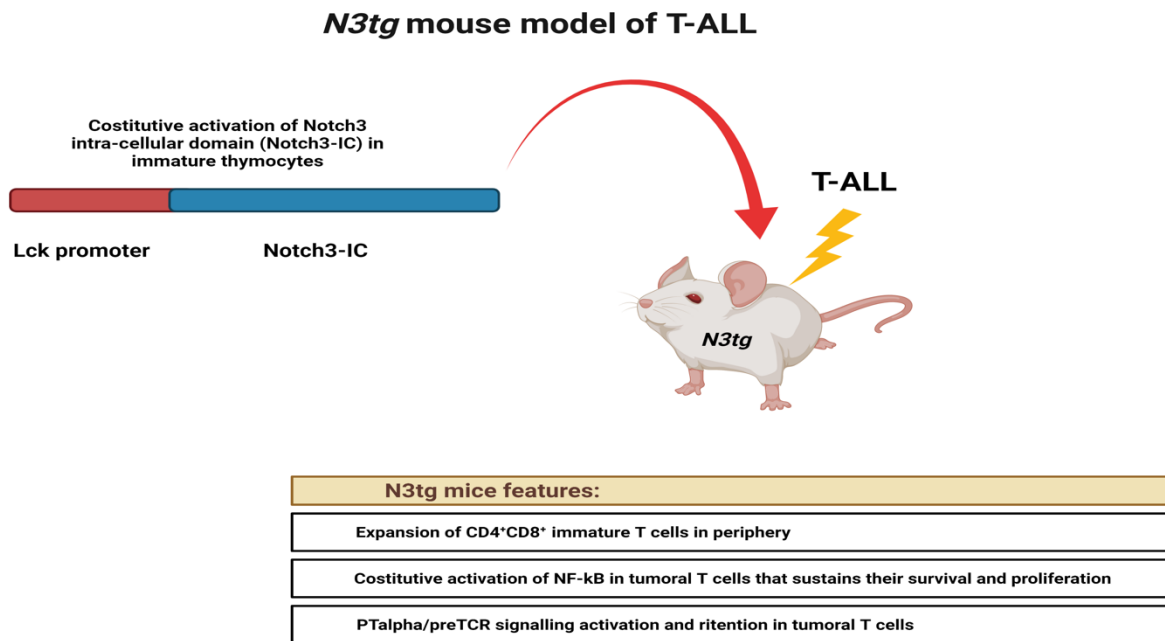 N3tg mouse model of T-ALL
Costitutive activation of Notch3
intra-cellular domain (Notch3-IC) in
immature thymocytes
Lck promoter
Notch3-IC
T-ALL
N3tg
N3tg mice features:
Expansion of CD4⁺CD8⁺ immature T cells in periphery
Costitutive activation of NF-kB in tumoral T cells that sustains their survival and proliferation
PTalpha/preTCR signalling activation and ritention in tumoral T cells